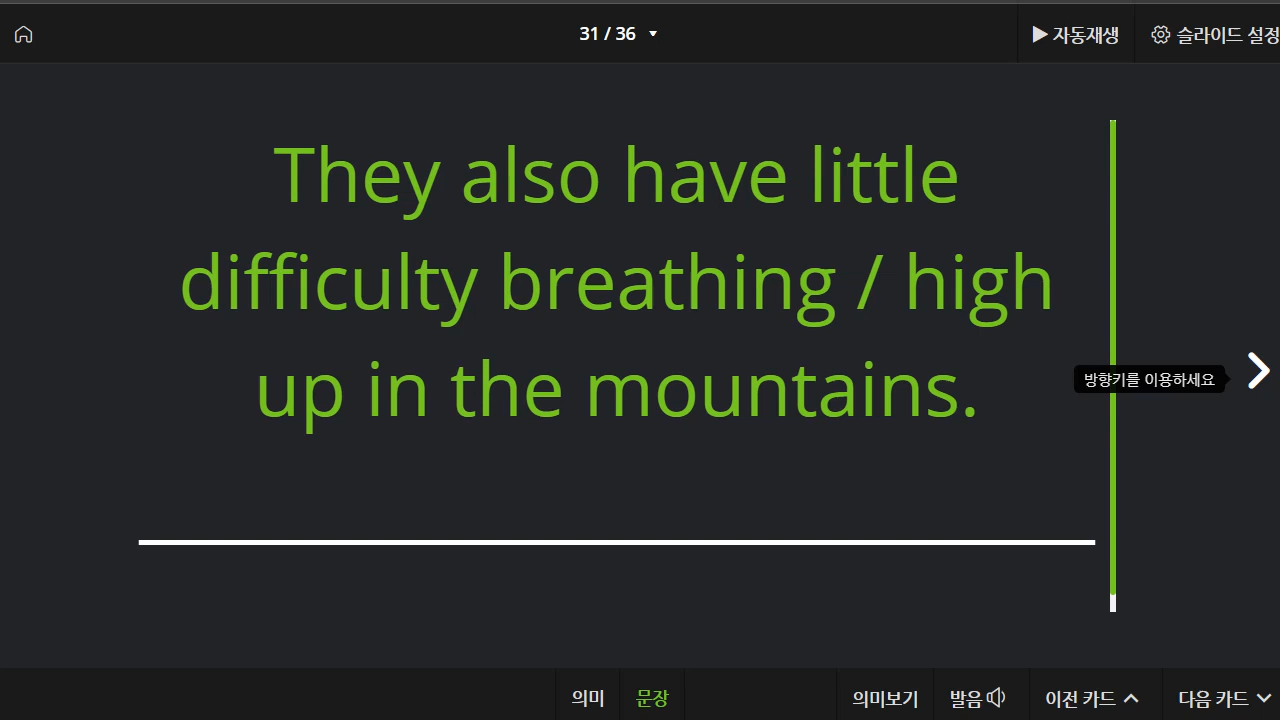 31 / 36
자동재생
슬라이드 설정
They also have little
difficulty breathing / high
up in the mountains.
방향키를 이용하세요
의미
문장
의미보기
발음
이전 카드
다음 카드